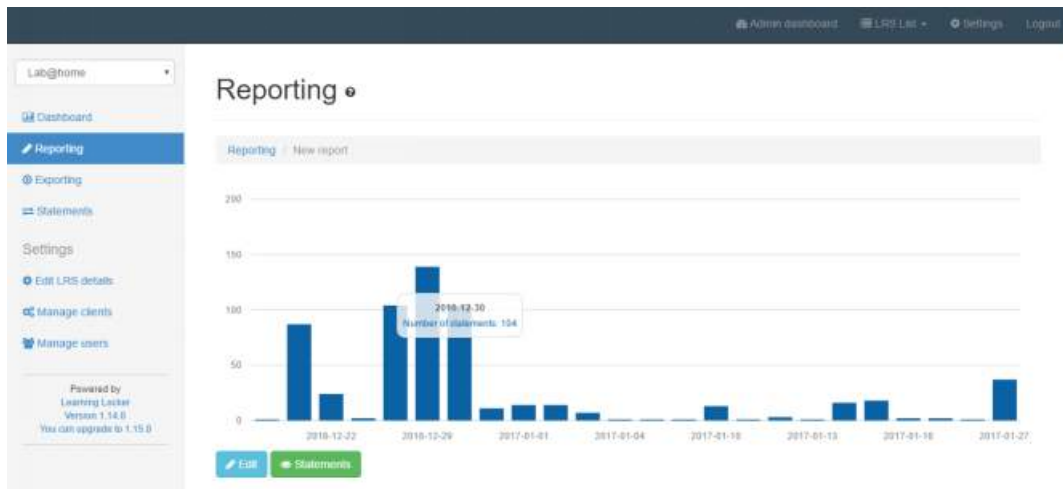 Admin dashboard LRS List Settings Logout
Lab@home
Reporting
Dashboard
Reporting
Exporting
Statements
Settings
Edit LRS details
Manage clients
Manage users
Powered by
Learning Locker
Version 1.14.0
You can upgrade to 1.15.0
Reporting / New report
200
150
100
50
0
2016-12-30
Number of statements: 104
2016-12-22 2016-12-29 2017-01-01 2017-01-04 2017-01-10 2017-01-13 2017-01-16 2017-01-27
Edit Statements